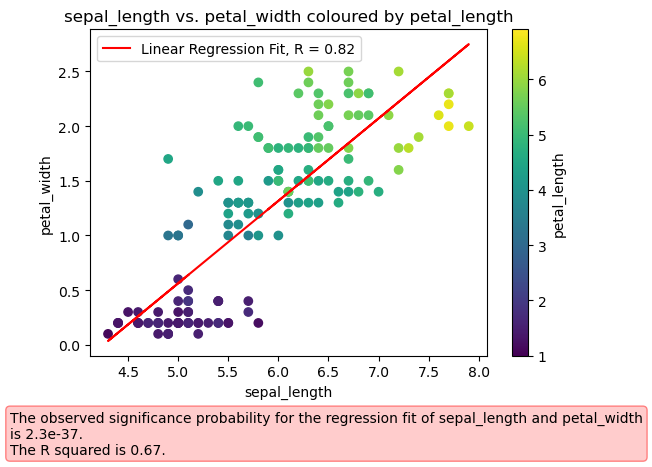 sepal_length vs. petal_width coloured by petal_length
Linear Regression Fit, R = 0.82
petal_width
2.5
2.0
1.5
1.0
0.5
0.0
4.5 5.0 5.5 6.0 6.5 7.0 7.5 8.0
sepal_length
6
5
4
3
2
1
petal_length
The observed significance probability for the regression fit of sepal_length and petal_width
is 2.3e-37.
The R squared is 0.67.